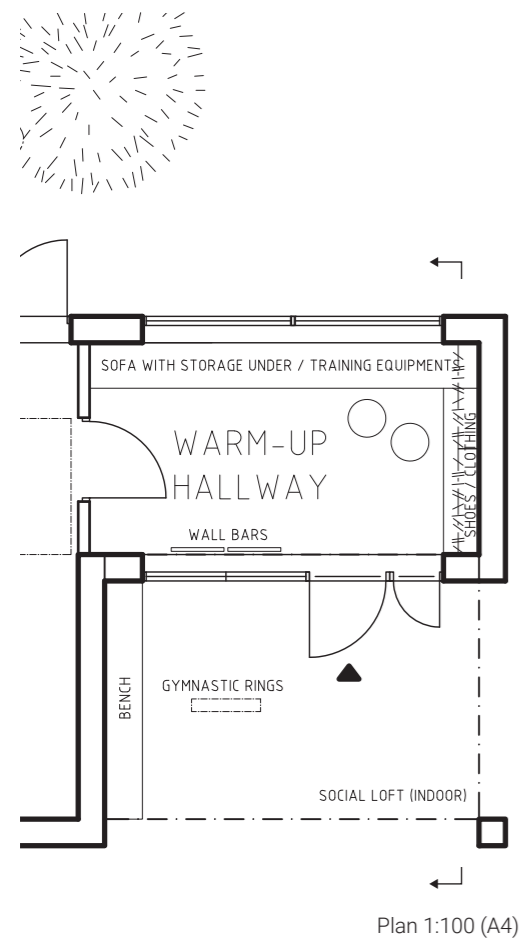 SOFA WITH STORAGE UNDER / TRAINING EQUIPMENT
SHOES / CLOTHING
WARM-UP
HALLWAY
WALL BARS
BENCH
GYMNASTIC RINGS
SOCIAL LOFT (INDOOR)
Plan 1:100 (A4)